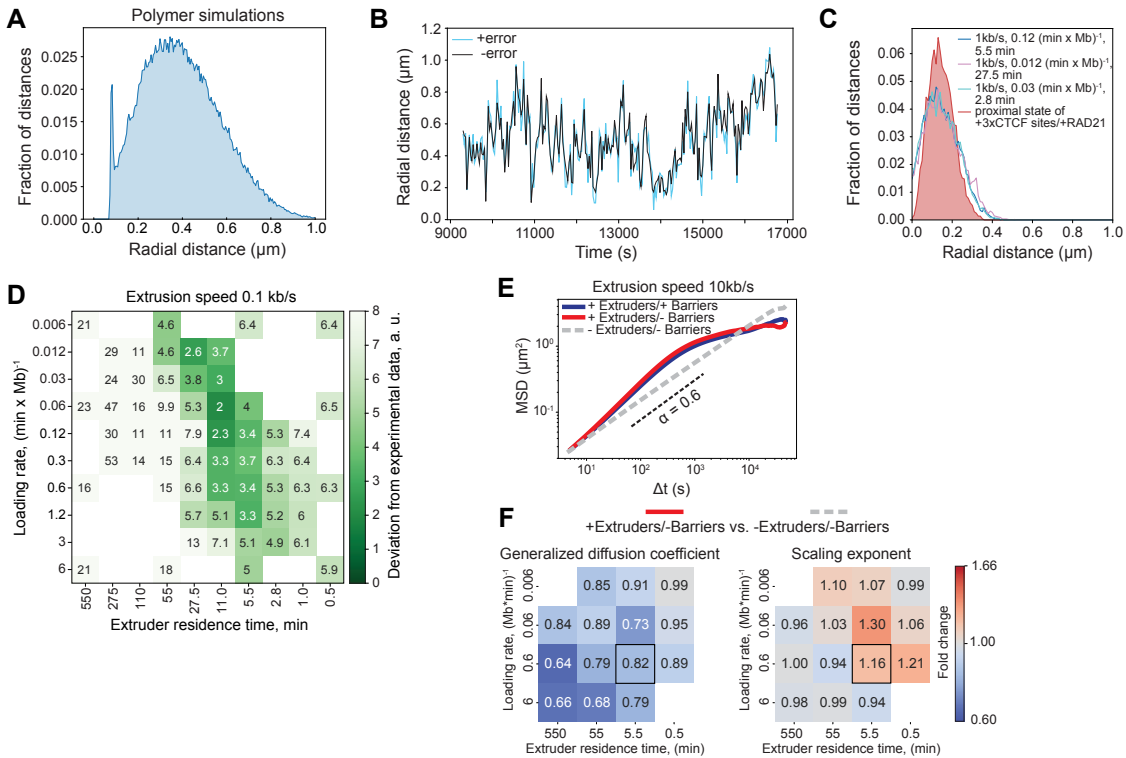 A
Polymer simulations
Fraction of distances
0.025
0.020
0.015
0.010
0.005
0.000
0.0 0.2 0.4 0.6 0.8 1.0
Radial distance (µm)
B
Radial distance (µm)
1.2
1.0
0.8
0.6
0.4
0.2
0.0
+error
-error
9000 11000 13000 15000 17000
Time (s)
C
Fraction of distances
0.06
0.05
0.04
0.03
0.02
0.01
0.00
1kb/s, 0.12 (min x Mb)⁻¹,
5.5 min
1kb/s, 0.012 (min x Mb)⁻¹,
27.5 min
1kb/s, 0.03 (min x Mb)⁻¹,
2.8 min
proximal state of
+3xCTCF sites/+RAD21
0.0 0.2 0.4 0.6 0.8 1.0
Radial distance (µm)
D
Extrusion speed 0.1 kb/s
Loading rate, (min x Mb)⁻¹
0.006 21 4.6 6.4 6.4
0.012 29 11 4.6 2.6 3.7
0.03 24 30 6.5 3.8 3
0.06 23 47 16 9.9 5.3 2 4 6.5
0.12 30 11 11 7.9 2.3 3.4 5.3 7.4
0.3 53 14 15 6.4 3.3 3.7 6.3 6.4
0.6 16 15 6.6 3.3 3.4 5.3 6.3 6.3
1.2 5.7 5.1 3.3 5.2 6
3 13 7.1 5.1 4.9 6.1
6 21 18 5 5.9
550 275 110 55 27.5 11.0 5.5 2.8 1.0 0.5
Extruder residence time, min
8
7
6
5
4
3
2
1
0
Deviation from experimental data, a. u.
E
Extrusion speed 10kb/s
+ Extruders/+ Barriers
+ Extruders/- Barriers
- Extruders/- Barriers
MSD (µm²)
10⁰
10⁻¹
α = 0.6
10¹ 10² 10³ 10⁴
Δt (s)
F
+Extruders/-Barriers vs. -Extruders/-Barriers
Generalized diffusion coefficient
Loading rate, (Mb*min)⁻¹
0.006 0.85 0.91 0.99
0.06 0.84 0.89 0.73 0.95
0.6 0.64 0.79 0.82 0.89
6 0.66 0.68 0.79
550 55 5.5 0.5
Extruder residence time, (min)
Scaling exponent
Loading rate, (Mb*min)⁻¹
0.006 1.10 1.07 0.99
0.06 0.96 1.03 1.30 1.06
0.6 1.00 0.94 1.16 1.21
6 0.98 0.99 0.94
550 55 5.5 0.5
Extruder residence time, (min)
1.66
1.00
0.60
Fold change